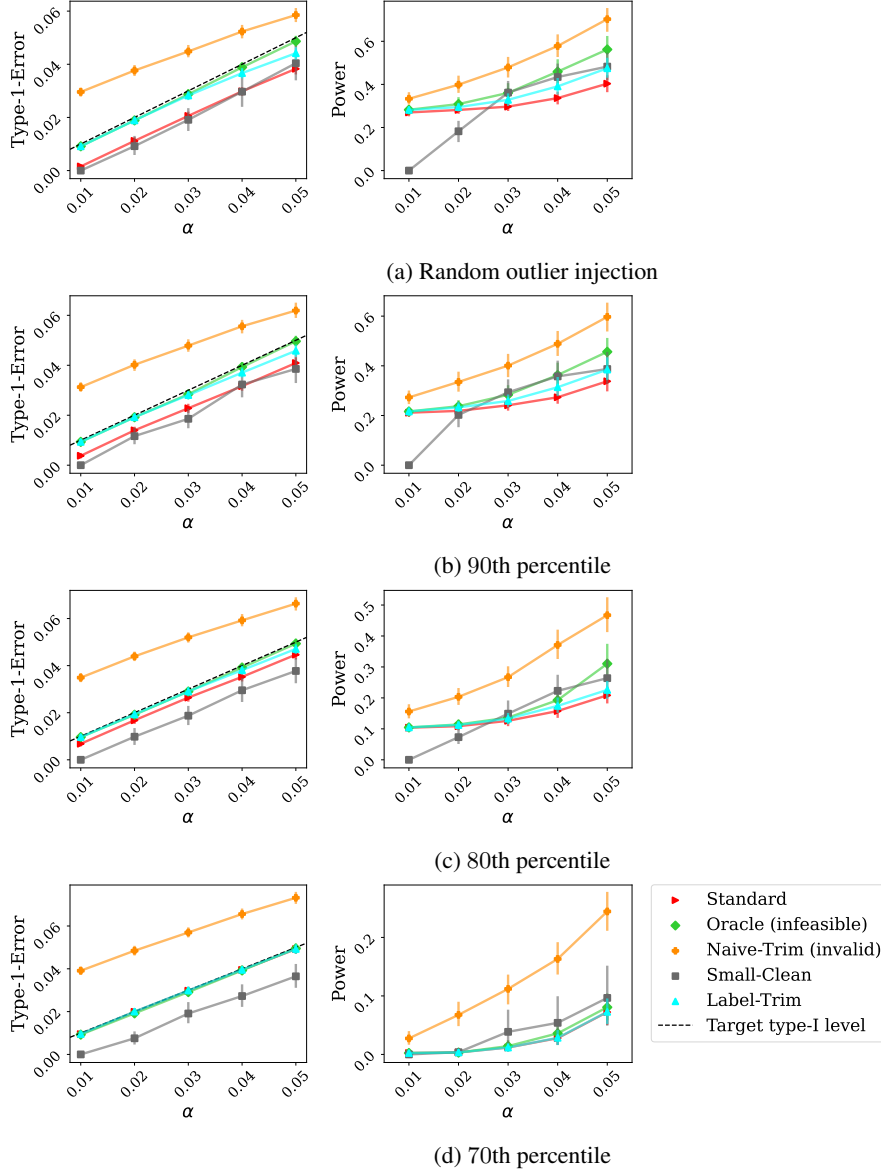 Type-1-Error
0.06
0.04
0.02
0.00
0.01 0.02 0.03 0.04 0.05
α
Power
0.6
0.4
0.2
0.0
0.01 0.02 0.03 0.04 0.05
α
(a) Random outlier injection
Type-1-Error
0.06
0.04
0.02
0.00
0.01 0.02 0.03 0.04 0.05
α
Power
0.6
0.4
0.2
0.0
0.01 0.02 0.03 0.04 0.05
α
(b) 90th percentile
Type-1-Error
0.06
0.04
0.02
0.00
0.01 0.02 0.03 0.04 0.05
α
Power
0.5
0.4
0.3
0.2
0.1
0.0
0.01 0.02 0.03 0.04 0.05
α
(c) 80th percentile
Type-1-Error
0.06
0.04
0.02
0.00
0.01 0.02 0.03 0.04 0.05
α
Power
0.2
0.1
0.0
0.01 0.02 0.03 0.04 0.05
α
Standard
Oracle (infeasible)
Naive-Trim (invalid)
Small-Clean
Label-Trim
Target type-I level
(d) 70th percentile